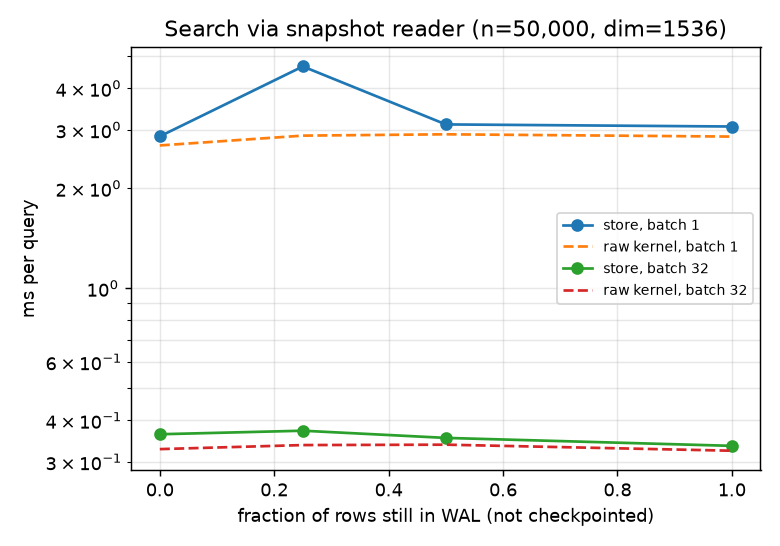 Search via snapshot reader (n=50,000, dim=1536)
ms per query
4 × 10⁰
3 × 10⁰
2 × 10⁰
10⁰
6 × 10⁻¹
4 × 10⁻¹
3 × 10⁻¹
store, batch 1
raw kernel, batch 1
store, batch 32
raw kernel, batch 32
0.0 0.2 0.4 0.6 0.8 1.0
fraction of rows still in WAL (not checkpointed)